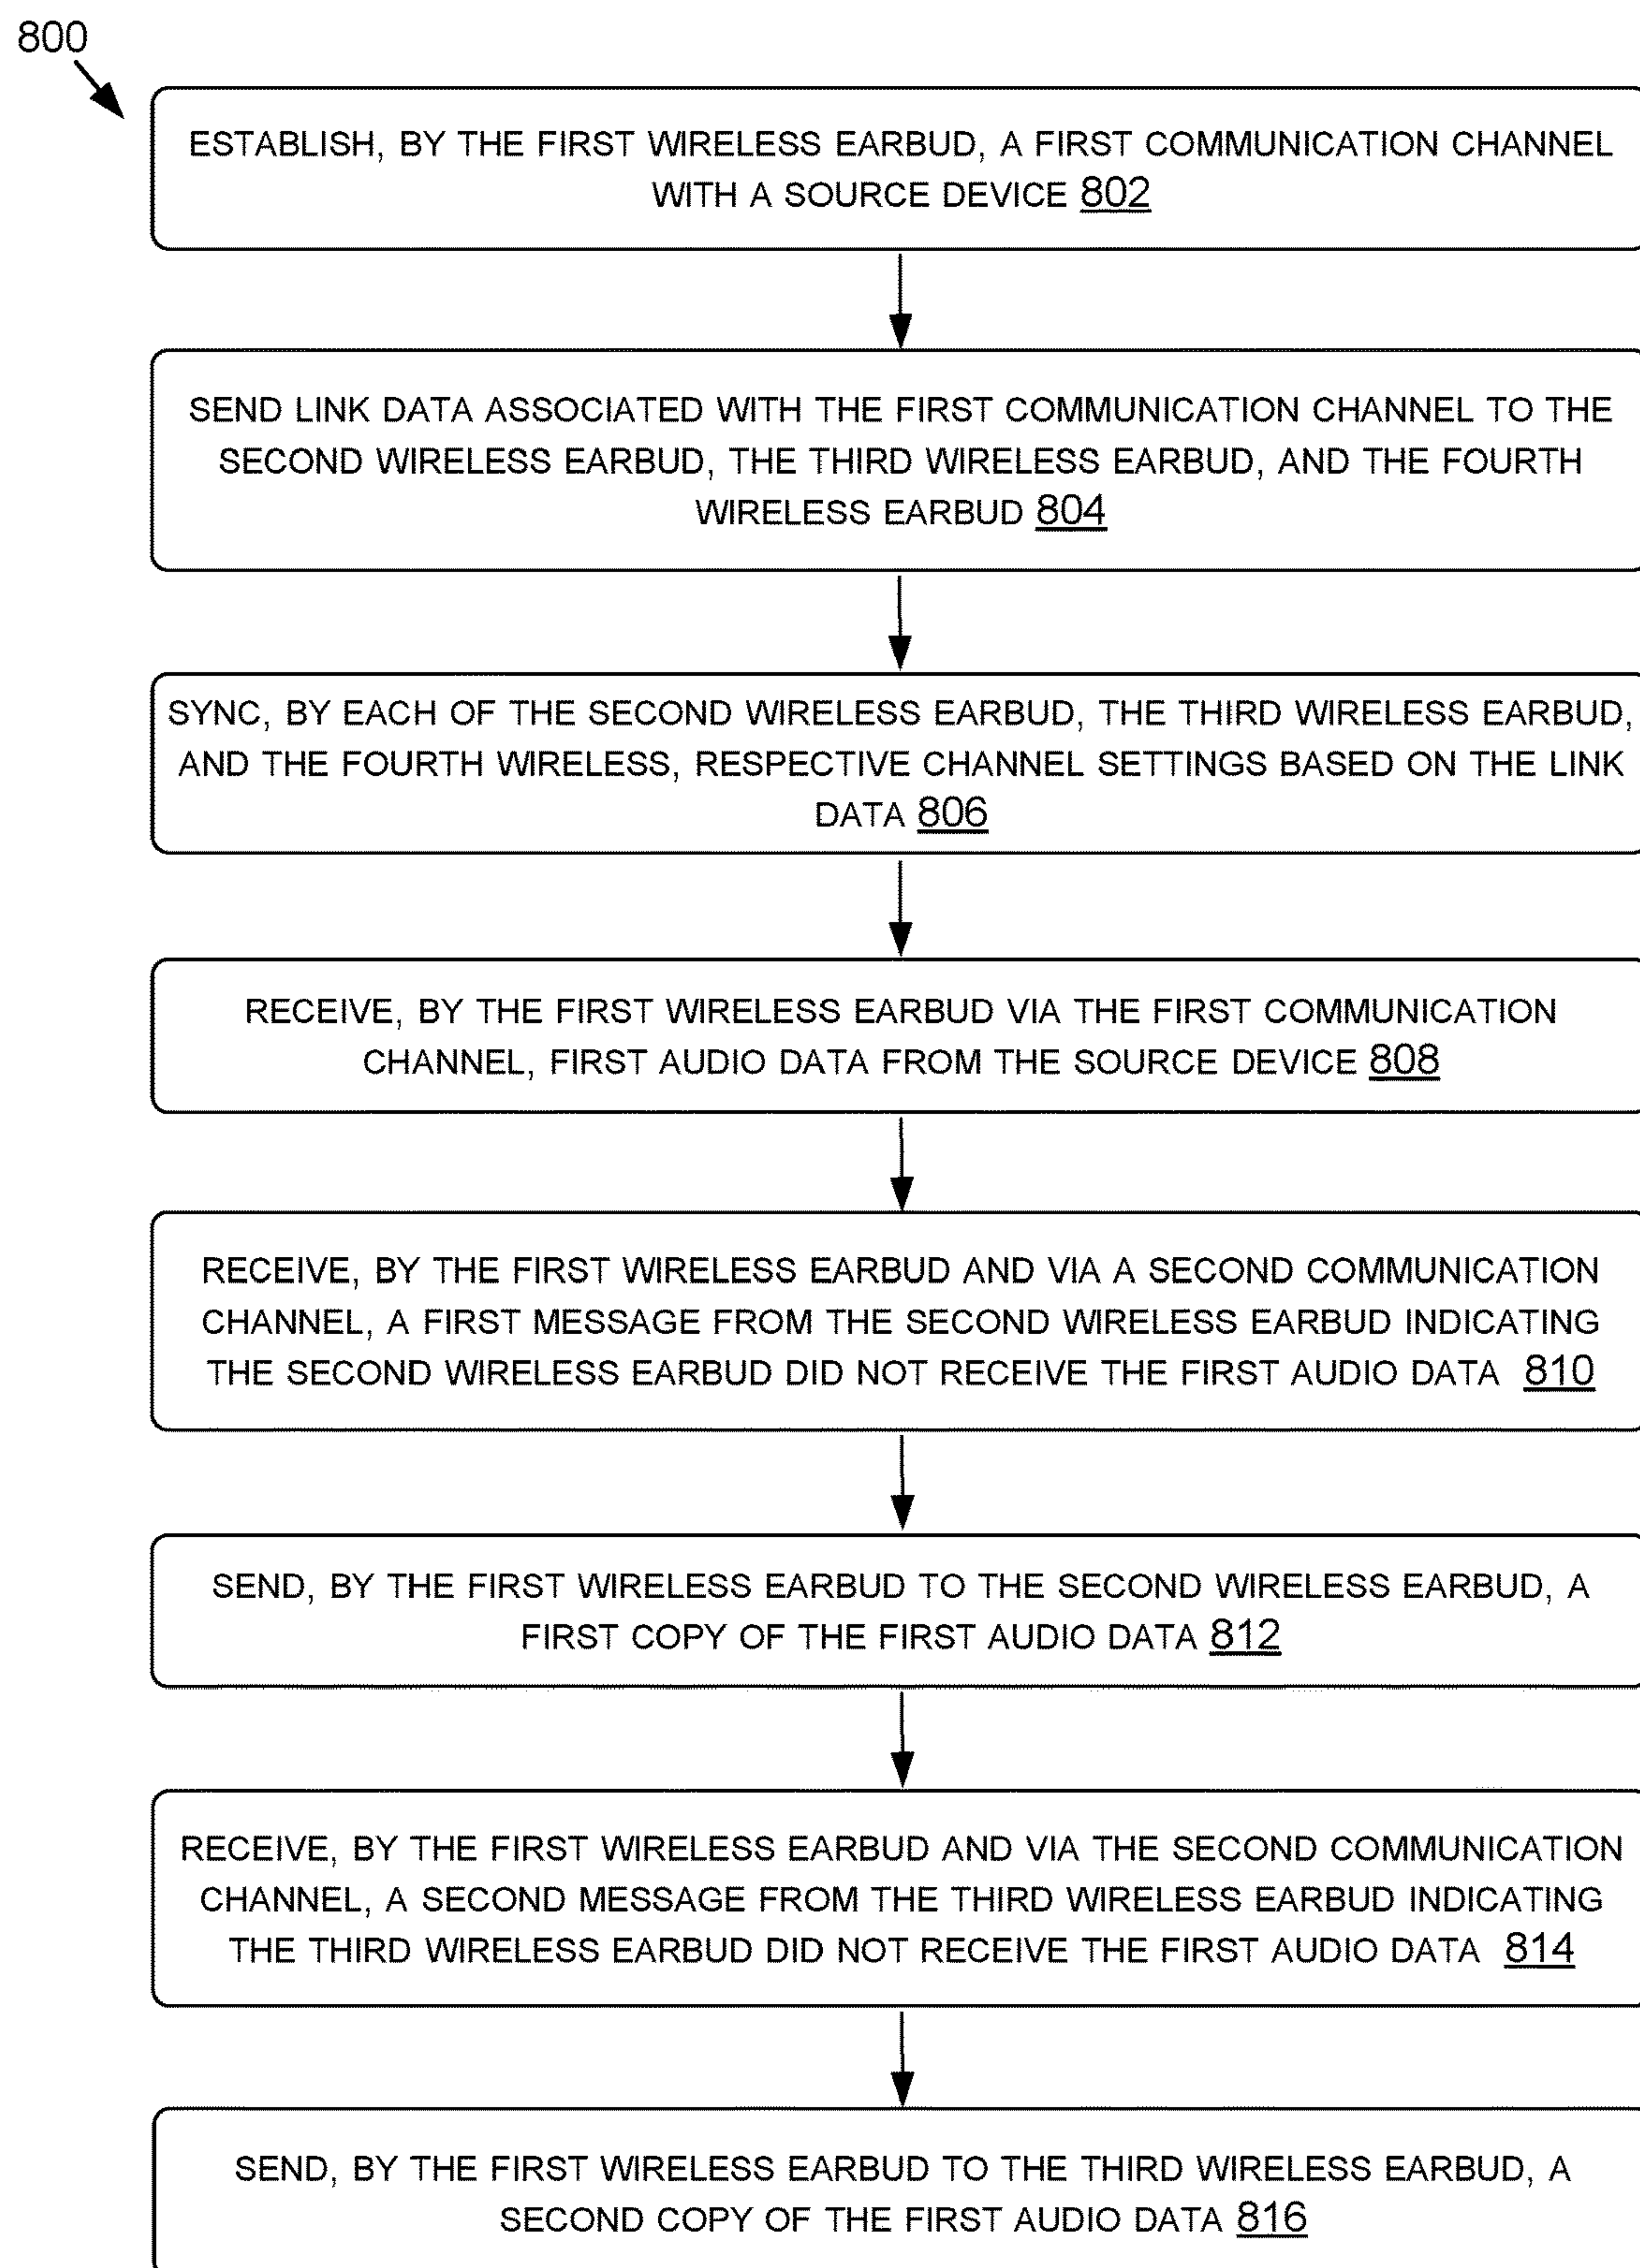 800
ESTABLISH, BY THE FIRST WIRELESS EARBUD, A FIRST COMMUNICATION CHANNEL
WITH A SOURCE DEVICE 802
SEND LINK DATA ASSOCIATED WITH THE FIRST COMMUNICATION CHANNEL TO THE
SECOND WIRELESS EARBUD, THE THIRD WIRELESS EARBUD, AND THE FOURTH
WIRELESS EARBUD 804
SYNC, BY EACH OF THE SECOND WIRELESS EARBUD, THE THIRD WIRELESS EARBUD,
AND THE FOURTH WIRELESS, RESPECTIVE CHANNEL SETTINGS BASED ON THE LINK
DATA 806
RECEIVE, BY THE FIRST WIRELESS EARBUD VIA THE FIRST COMMUNICATION
CHANNEL, FIRST AUDIO DATA FROM THE SOURCE DEVICE 808
RECEIVE, BY THE FIRST WIRELESS EARBUD AND VIA A SECOND COMMUNICATION
CHANNEL, A FIRST MESSAGE FROM THE SECOND WIRELESS EARBUD INDICATING
THE SECOND WIRELESS EARBUD DID NOT RECEIVE THE FIRST AUDIO DATA 810
SEND, BY THE FIRST WIRELESS EARBUD TO THE SECOND WIRELESS EARBUD, A
FIRST COPY OF THE FIRST AUDIO DATA 812
RECEIVE, BY THE FIRST WIRELESS EARBUD AND VIA THE SECOND COMMUNICATION
CHANNEL, A SECOND MESSAGE FROM THE THIRD WIRELESS EARBUD INDICATING
THE THIRD WIRELESS EARBUD DID NOT RECEIVE THE FIRST AUDIO DATA 814
SEND, BY THE FIRST WIRELESS EARBUD TO THE THIRD WIRELESS EARBUD, A
SECOND COPY OF THE FIRST AUDIO DATA 816